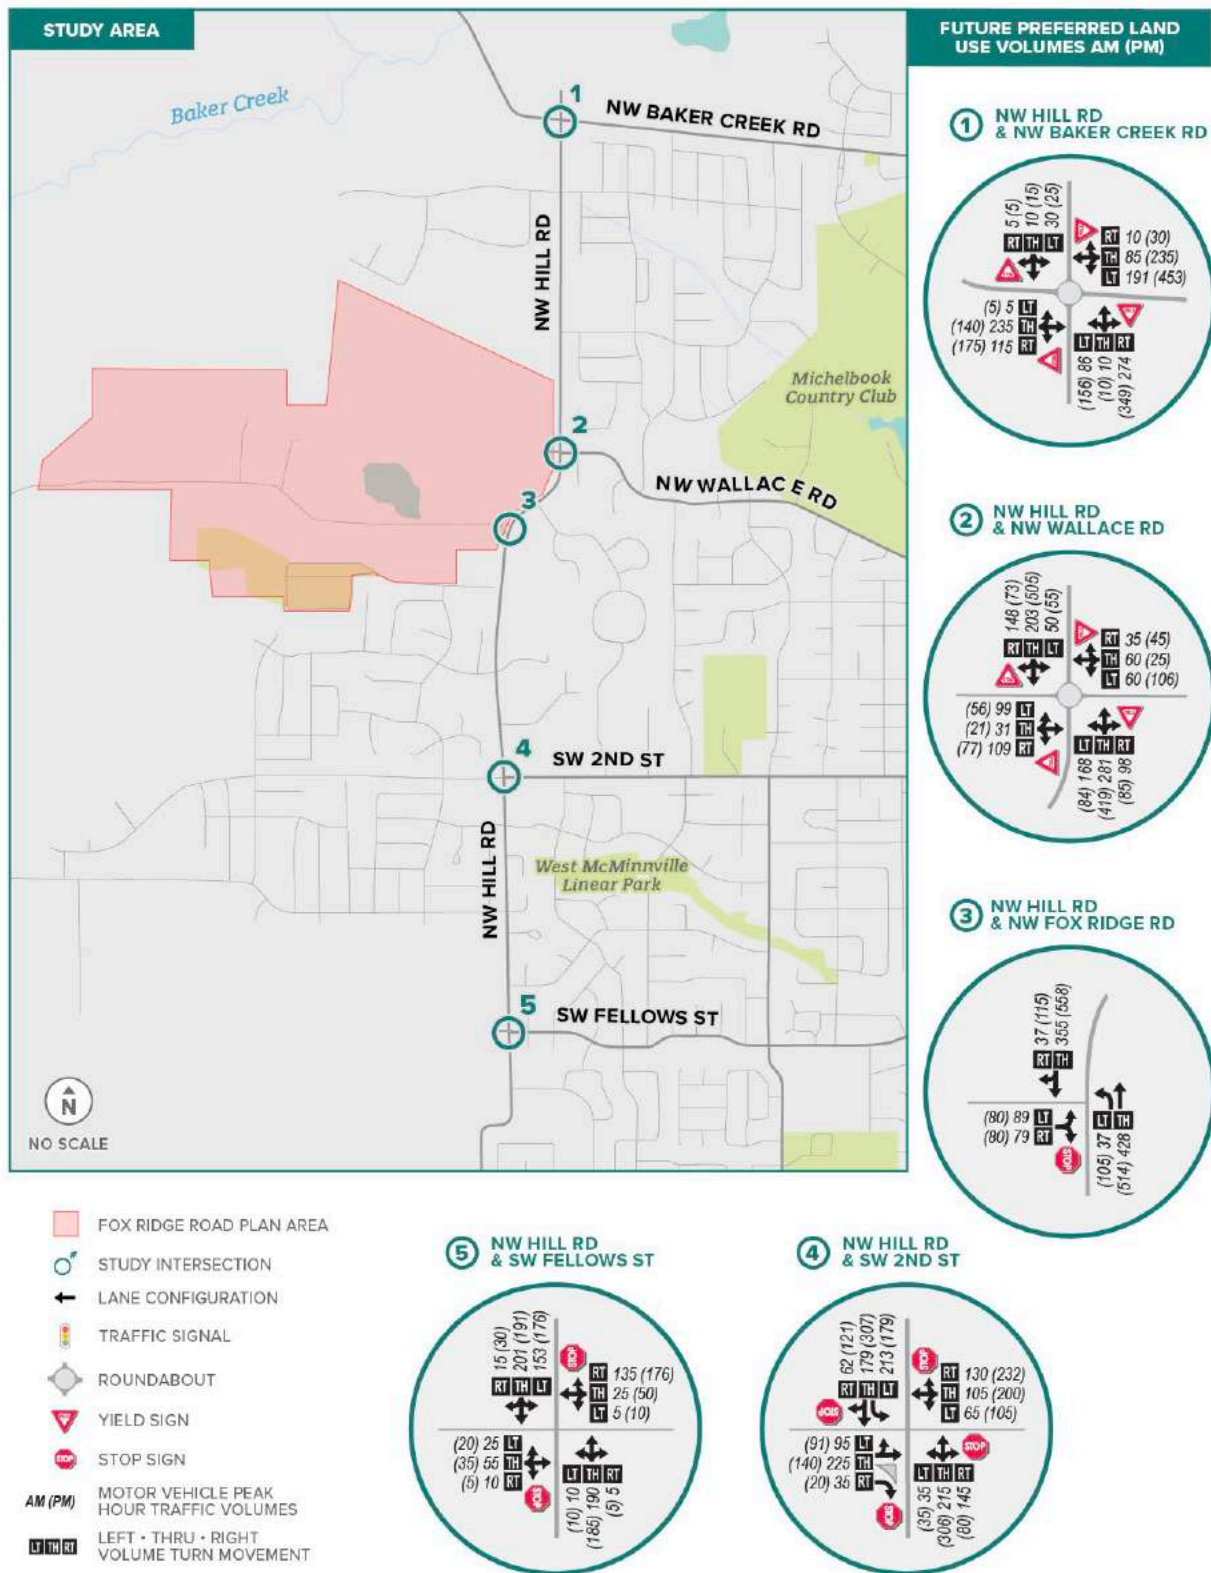 STUDY AREA
FUTURE PREFERRED LAND
USE VOLUMES AM (PM)
Baker Creek
1
NW BAKER CREEK RD
NW HILL RD
2
NW WALLACE RD
3
Michelbook
Country Club
4
SW 2ND ST
NW HILL RD
West McMinnville
Linear Park
5
SW FELLOWS ST
N
NO SCALE
1 NW HILL RD
& NW BAKER CREEK RD
5 (5)
10 (15)
30 (25)
RT TH LT
RT 10 (30)
TH 85 (235)
LT 191 (453)
(5) 5 LT
(140) 235 TH
(175) 115 RT
LT TH RT
(156) 86
(10) 10
(349) 274
2 NW HILL RD
& NW WALLACE RD
148 (73)
203 (505)
50 (55)
RT TH LT
RT 35 (45)
TH 60 (25)
LT 60 (106)
(56) 99 LT
(21) 31 TH
(77) 109 RT
LT TH RT
(84) 168
(419) 281
(85) 98
3 NW HILL RD
& NW FOX RIDGE RD
37 (115)
355 (558)
RT TH
(80) 89 LT
(80) 79 RT
STOP
LT TH
(105) 37
(514) 428
FOX RIDGE ROAD PLAN AREA
STUDY INTERSECTION
LANE CONFIGURATION
TRAFFIC SIGNAL
ROUNDABOUT
YIELD SIGN
STOP STOP SIGN
AM (PM) MOTOR VEHICLE PEAK
HOUR TRAFFIC VOLUMES
LT TH RT LEFT • THRU • RIGHT
VOLUME TURN MOVEMENT
5 NW HILL RD
& SW FELLOWS ST
15 (30)
201 (191)
153 (176)
RT TH LT
STOP
RT 135 (176)
TH 25 (50)
LT 5 (10)
(20) 25 LT
(35) 55 TH
(5) 10 RT
STOP
LT TH RT
(10) 10
(185) 190
(5) 5
4 NW HILL RD
& SW 2ND ST
62 (121)
179 (307)
213 (179)
RT TH LT
STOP
STOP
RT 130 (232)
TH 105 (200)
LT 65 (105)
(91) 95 LT
(140) 225 TH
(20) 35 RT
STOP
STOP
LT TH RT
(35) 35
(306) 215
(80) 145